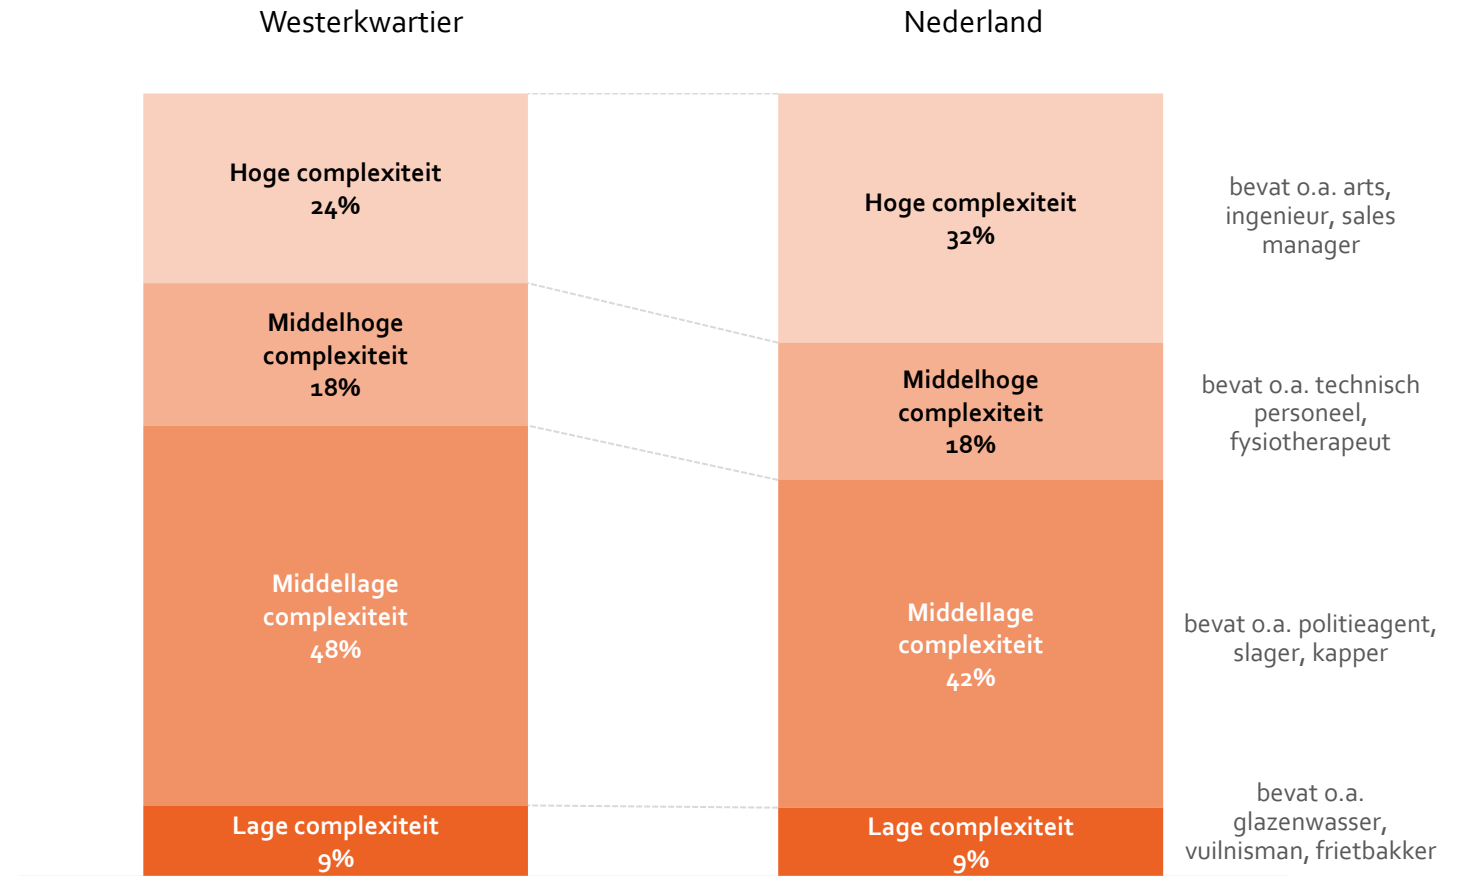 Westerkwartier
Nederland
Hoge complexiteit
24%
Middelhoge
complexiteit
18%
Middellage
complexiteit
48%
Lage complexiteit
9%
Hoge complexiteit
32%
Middelhoge
complexiteit
18%
Middellage
complexiteit
42%
Lage complexiteit
9%
bevat o.a. arts,
ingenieur, sales
manager
bevat o.a. technisch
personeel,
fysiotherapeut
bevat o.a. politieagent,
slager, kapper
bevat o.a.
glazenwasser,
vuilnisman, frietbakker